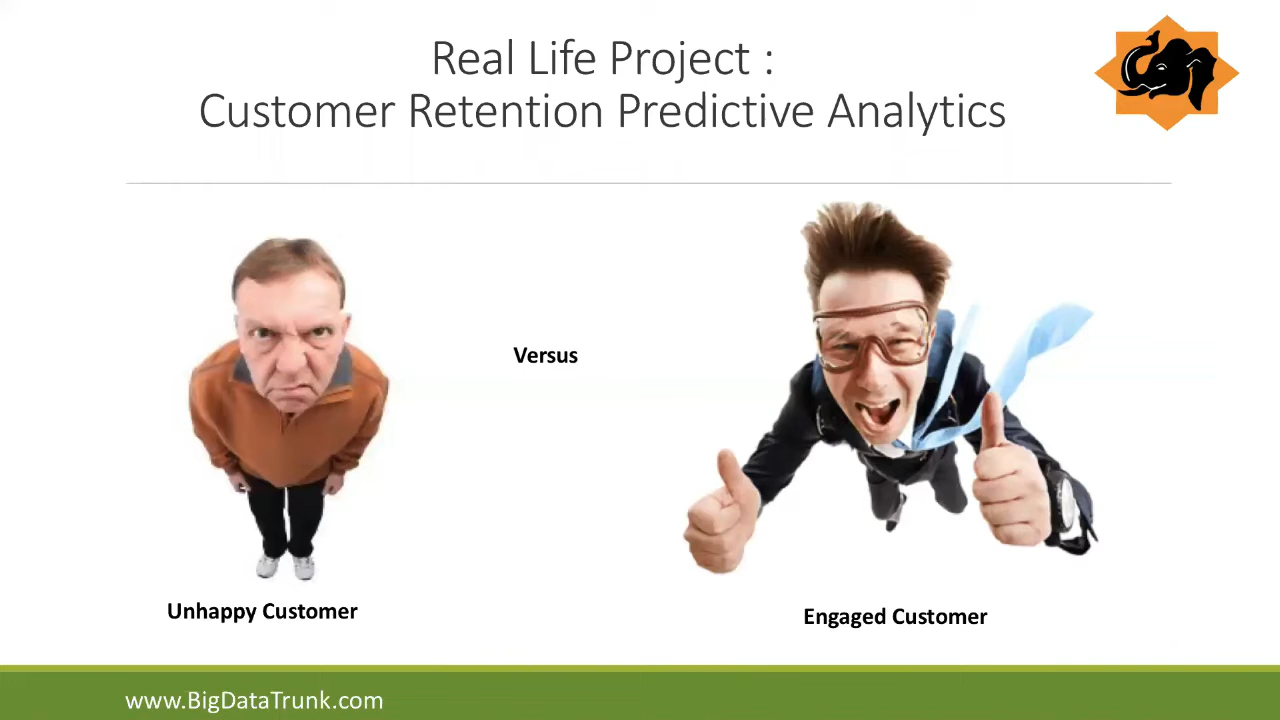 Real Life Project :
Customer Retention Predictive Analytics
Versus
Unhappy Customer
Engaged Customer
www.BigDataTrunk.com